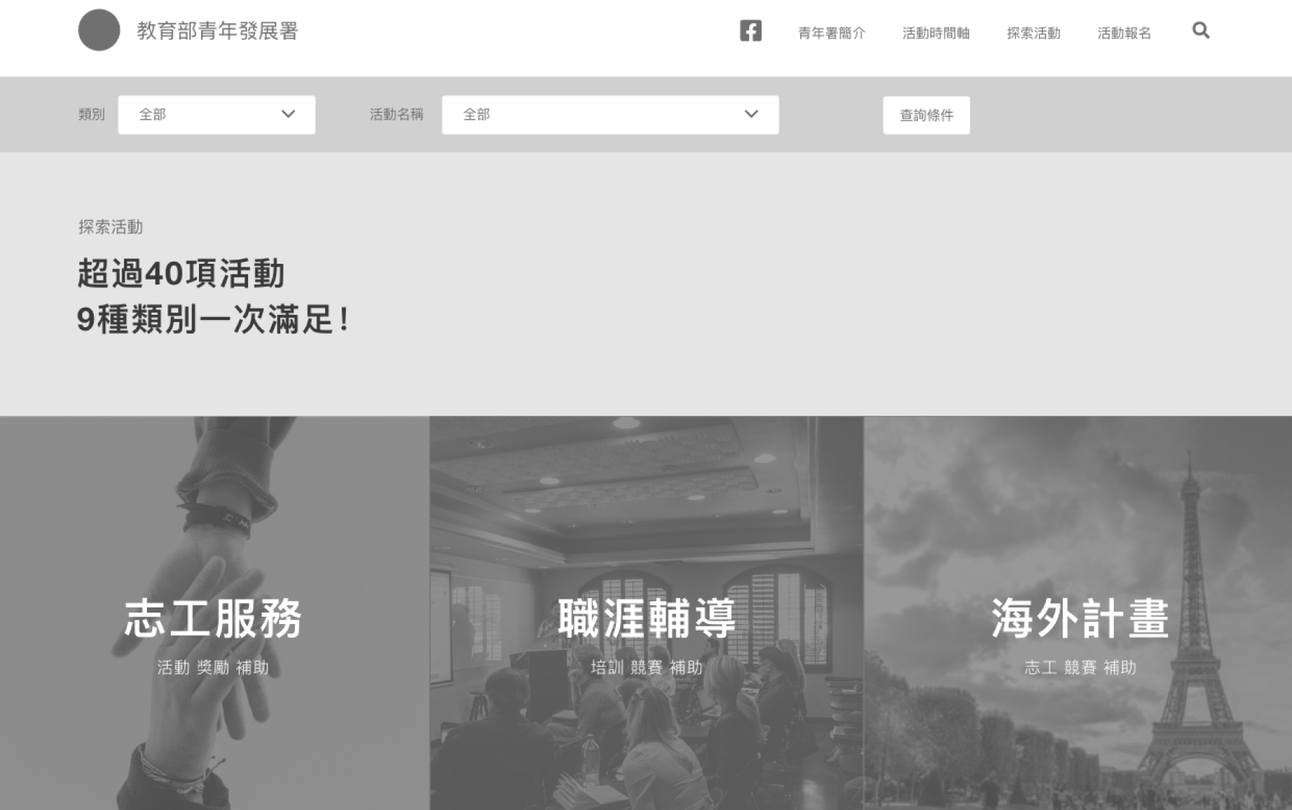 教育部青年發展署
青年署簡介 活動時間軸 探索活動 活動報名
類別 全部 活動名稱 全部 查詢條件
探索活動
超過40項活動
9種類別一次滿足！
志工服務 職涯輔導 海外計畫
活動 獎勵 補助 培訓 競賽 補助 志工 競賽 補助